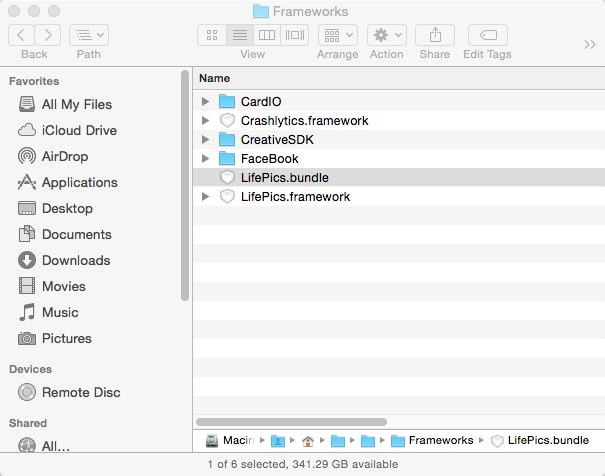 Frameworks
Back Path View Arrange Action Share Edit Tags
Favorites
All My Files
iCloud Drive
AirDrop
Applications
Desktop
Documents
Downloads
Movies
Music
Pictures
Devices
Remote Disc
Shared
All...
Name
CardIO
Crashlytics.framework
CreativeSDK
FaceBook
LifePics.bundle
LifePics.framework
Macin Frameworks LifePics.bundle
1 of 6 selected, 341.29 GB available